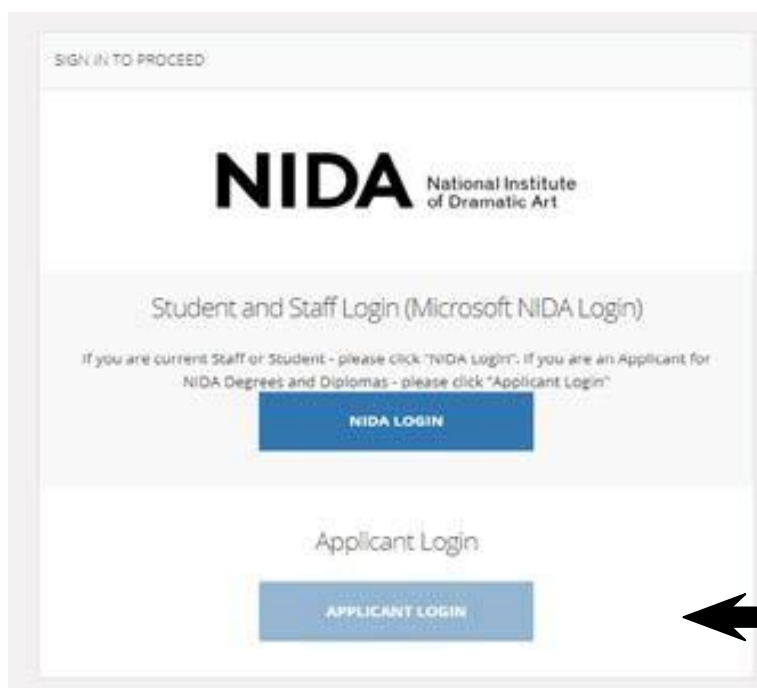 SIGN IN TO PROCEED
NIDA
National Institute
of Dramatic Art
Student and Staff Login (Microsoft NIDA Login)
If you are current Staff or Student - please click "NIDA Login". If you are an Applicant for
NIDA Degrees and Diplomas - please click "Applicant Login"
NIDA LOGIN
Applicant Login
APPLICANT LOGIN